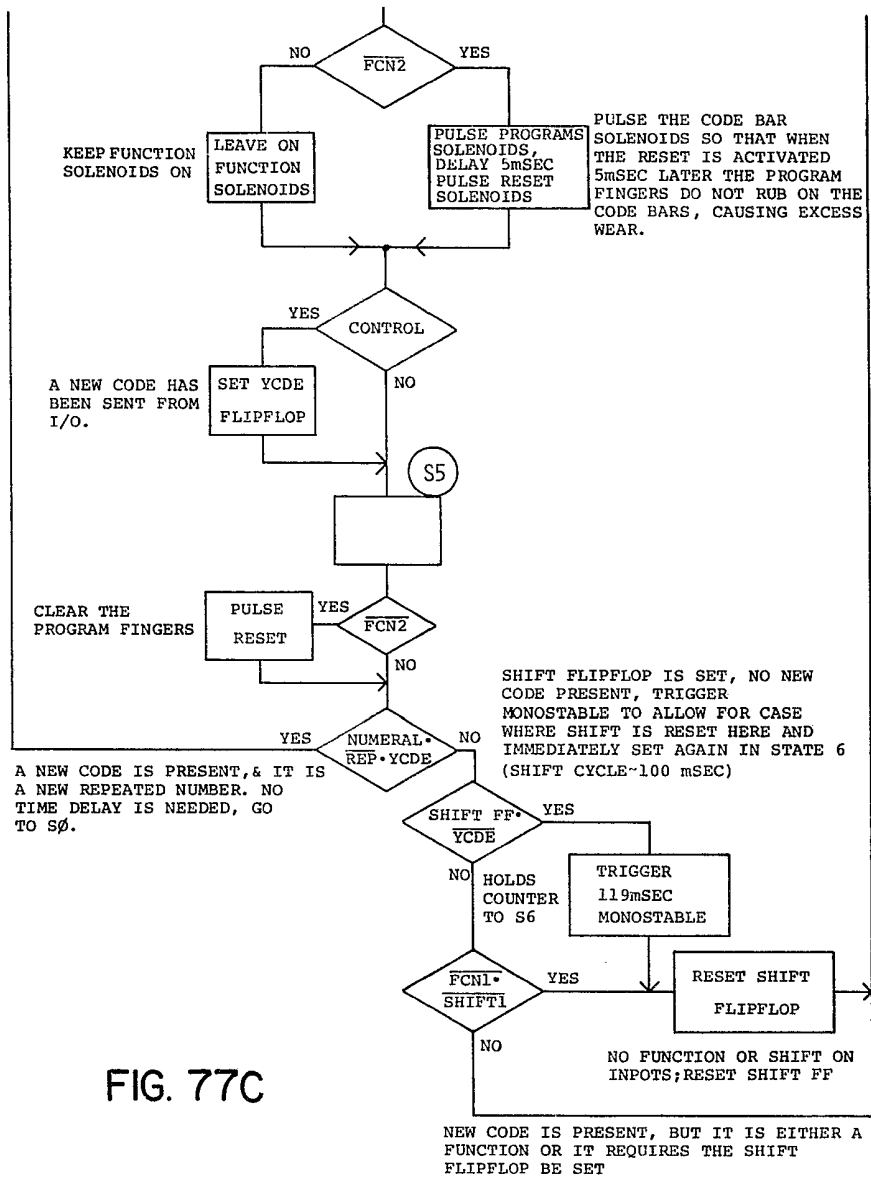 NO
FCN2
YES
KEEP FUNCTION
SOLENOIDS ON
LEAVE ON
FUNCTION
SOLENOIDS
PULSE PROGRAMS
SOLENOIDS,
DELAY 5mSEC
PULSE RESET
SOLENOIDS
PULSE THE CODE BAR
SOLENOIDS SO THAT WHEN
THE RESET IS ACTIVATED
5mSEC LATER THE PROGRAM
FINGERS DO NOT RUB ON THE
CODE BARS, CAUSING EXCESS
WEAR.
YES
CONTROL
NO
A NEW CODE HAS
BEEN SENT FROM
I/O.
SET YCDE
FLIPFLOP
S5
CLEAR THE
PROGRAM FINGERS
PULSE
RESET
YES
FCN2
NO
SHIFT FLIPFLOP IS SET, NO NEW
CODE PRESENT, TRIGGER
MONOSTABLE TO ALLOW FOR CASE
WHERE SHIFT IS RESET HERE AND
IMMEDIATELY SET AGAIN IN STATE 6
(SHIFT CYCLE~100 mSEC)
YES
NUMERAL•
REP•YCDE
NO
A NEW CODE IS PRESENT,& IT IS
A NEW REPEATED NUMBER. NO
TIME DELAY IS NEEDED, GO
TO SØ.
SHIFT FF•
YCDE
YES
NO
HOLDS
COUNTER
TO S6
TRIGGER
119mSEC
MONOSTABLE
FCN1•
SHIFT1
YES
RESET SHIFT
FLIPFLOP
NO
NO FUNCTION OR SHIFT ON
INPOTS;RESET SHIFT FF
FIG. 77C
NEW CODE IS PRESENT, BUT IT IS EITHER A
FUNCTION OR IT REQUIRES THE SHIFT
FLIPFLOP BE SET